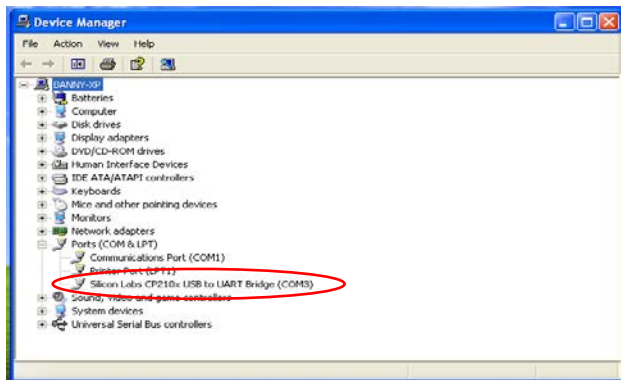 Device Manager
File Action View Help
BANNY-XP
Batteries
Computer
Disk drives
Display adapters
DVD/CD-ROM drives
Human Interface Devices
IDE ATA/ATAPI controllers
Keyboards
Mice and other pointing devices
Monitors
Network adapters
Ports (COM & LPT)
Communications Port (COM1)
Printer Port (LPT1)
Silicon Labs CP210x USB to UART Bridge (COM3)
Sound, video and game controllers
System devices
Universal Serial Bus controllers